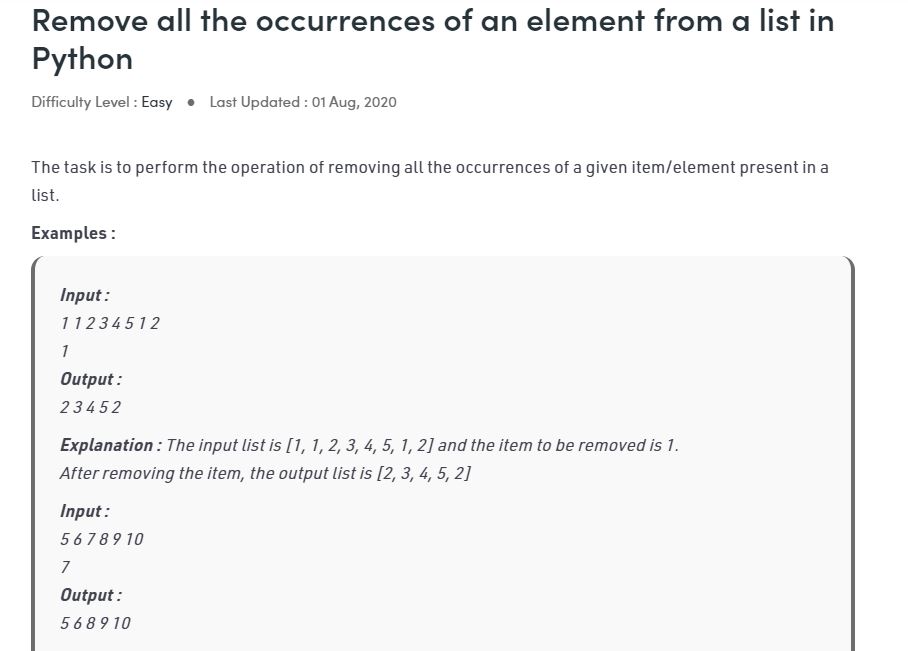 Remove all the occurrences of an element from a list in
Python
Difficulty Level : Easy ● Last Updated : 01 Aug, 2020
The task is to perform the operation of removing all the occurrences of a given item/element present in a
list.
Examples :
Input :
1 1 2 3 4 5 1 2
1
Output :
2 3 4 5 2
Explanation : The input list is [1, 1, 2, 3, 4, 5, 1, 2] and the item to be removed is 1.
After removing the item, the output list is [2, 3, 4, 5, 2]
Input :
5 6 7 8 9 10
7
Output :
5 6 8 9 10